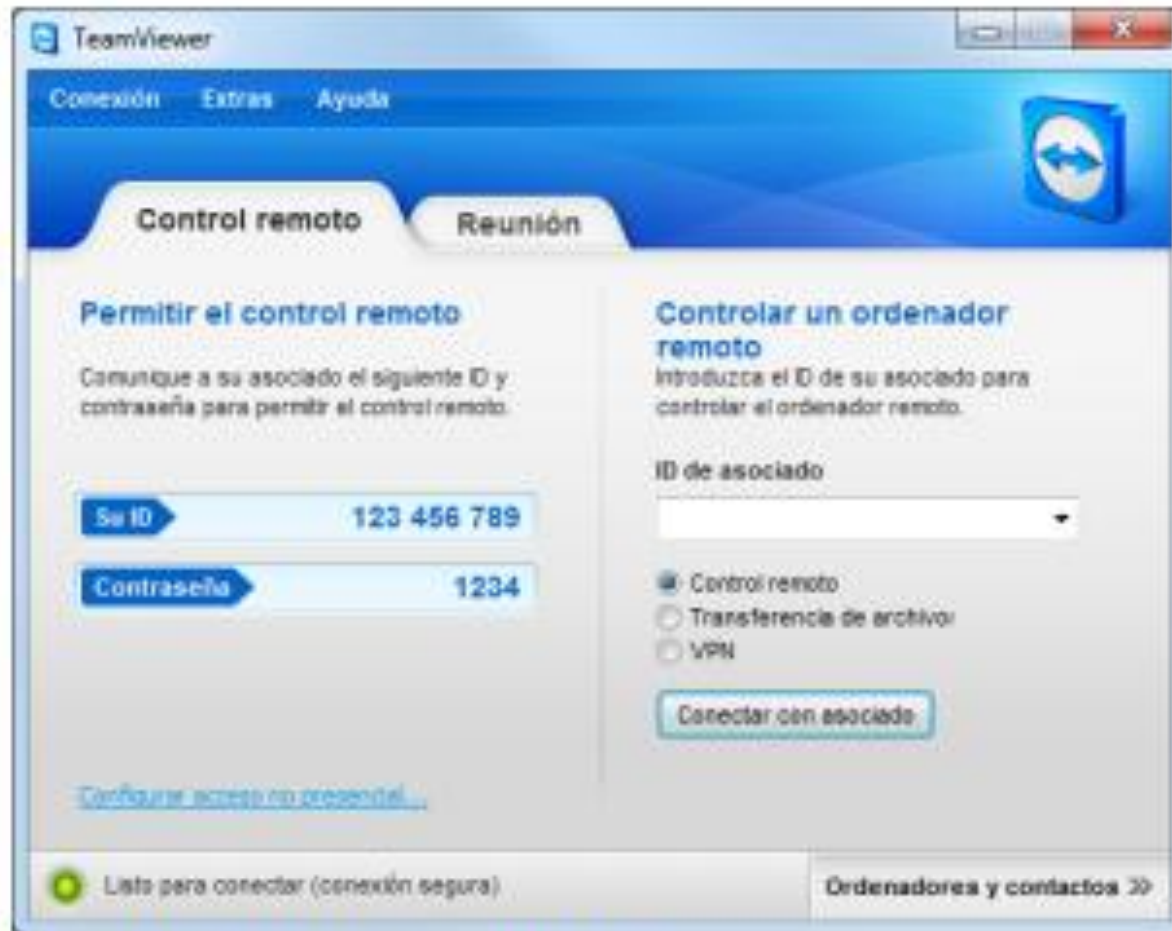 TeamViewer
Conexión Extras Ayuda
Control remoto
Reunión
Permitir el control remoto
Comunique a su asociado el siguiente ID y
contraseña para permitir el control remoto.
Su ID
123 456 789
Contraseña
1234
Configurar acceso no presencial...
Controlar un ordenador
remoto
Introduzca el ID de su asociado para
controlar el ordenador remoto.
ID de asociado
Control remoto
Transferencia de archivos
VPN
Conectar con asociado
Listo para conectar (conexión segura)
Ordenadores y contactos >>